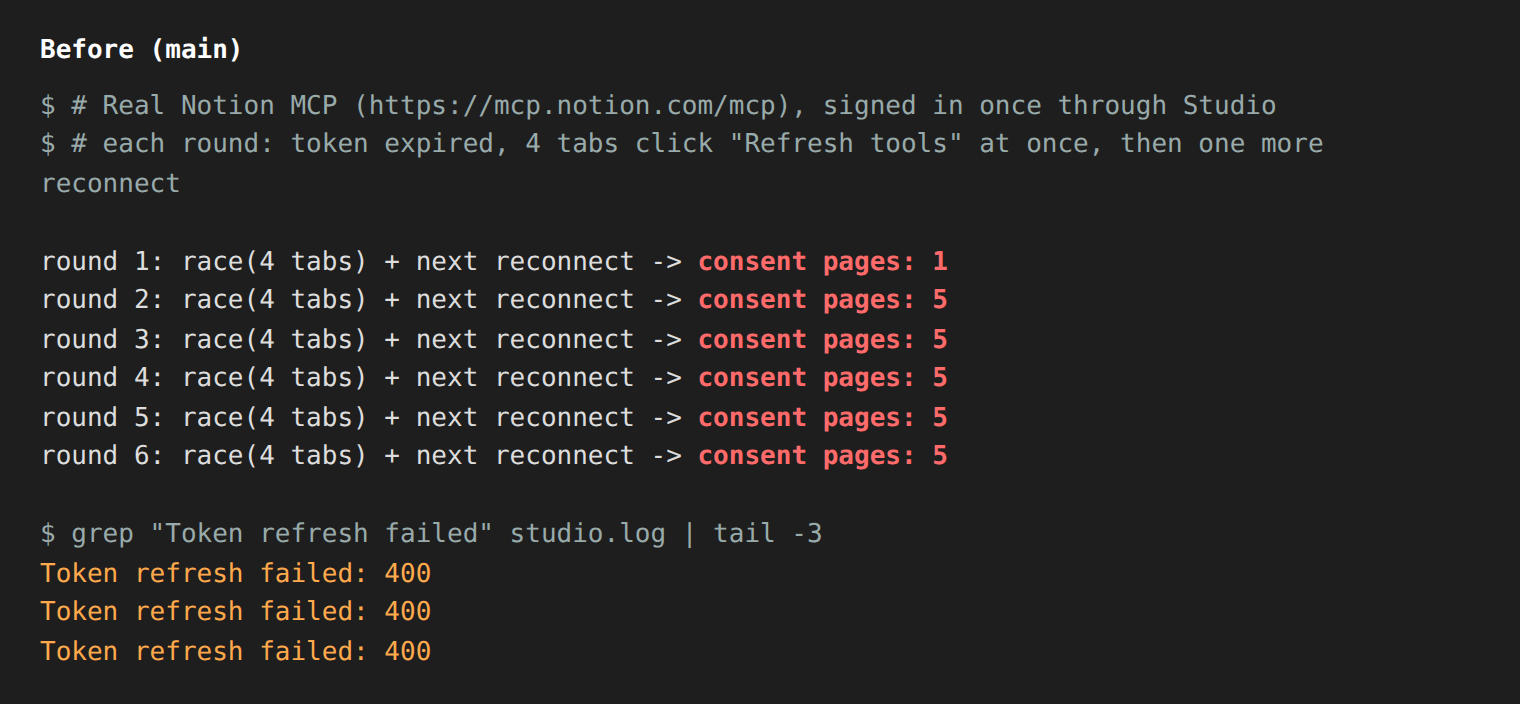 Before (main)
$ # Real Notion MCP (https://mcp.notion.com/mcp), signed in once through Studio
$ # each round: token expired, 4 tabs click "Refresh tools" at once, then one more
reconnect
round 1: race(4 tabs) + next reconnect -> consent pages: 1
round 2: race(4 tabs) + next reconnect -> consent pages: 5
round 3: race(4 tabs) + next reconnect -> consent pages: 5
round 4: race(4 tabs) + next reconnect -> consent pages: 5
round 5: race(4 tabs) + next reconnect -> consent pages: 5
round 6: race(4 tabs) + next reconnect -> consent pages: 5
$ grep "Token refresh failed" studio.log | tail -3
Token refresh failed: 400
Token refresh failed: 400
Token refresh failed: 400